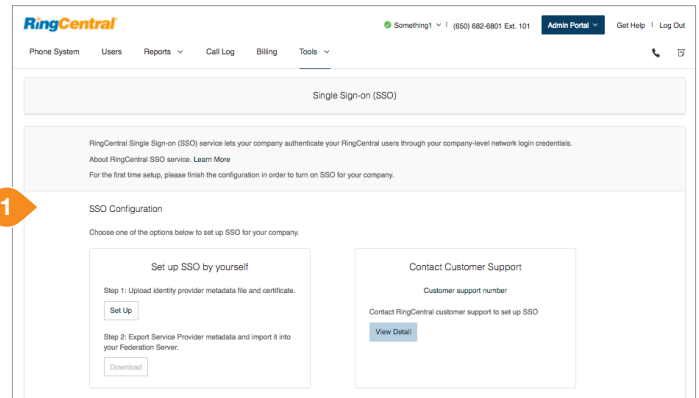 RingCentral
Something1 | (650) 682-6801 Ext. 101 Admin Portal Get Help | Log Out
Phone System Users Reports Call Log Billing Tools
Single Sign-on (SSO)
RingCentral Single Sign-on (SSO) service lets your company authenticate your RingCentral users through your company-level network login credentials.
About RingCentral SSO service. Learn More
For the first time setup, please finish the configuration in order to turn on SSO for your company.
1
SSO Configuration
Choose one of the options below to set up SSO for your company.
Set up SSO by yourself
Step 1: Upload identity provider metadata file and certificate.
Set Up
Step 2: Export Service Provider metadata and import it into
your Federation Server.
Download
Contact Customer Support
Customer support number
Contact RingCentral customer support to set up SSO
View Detail